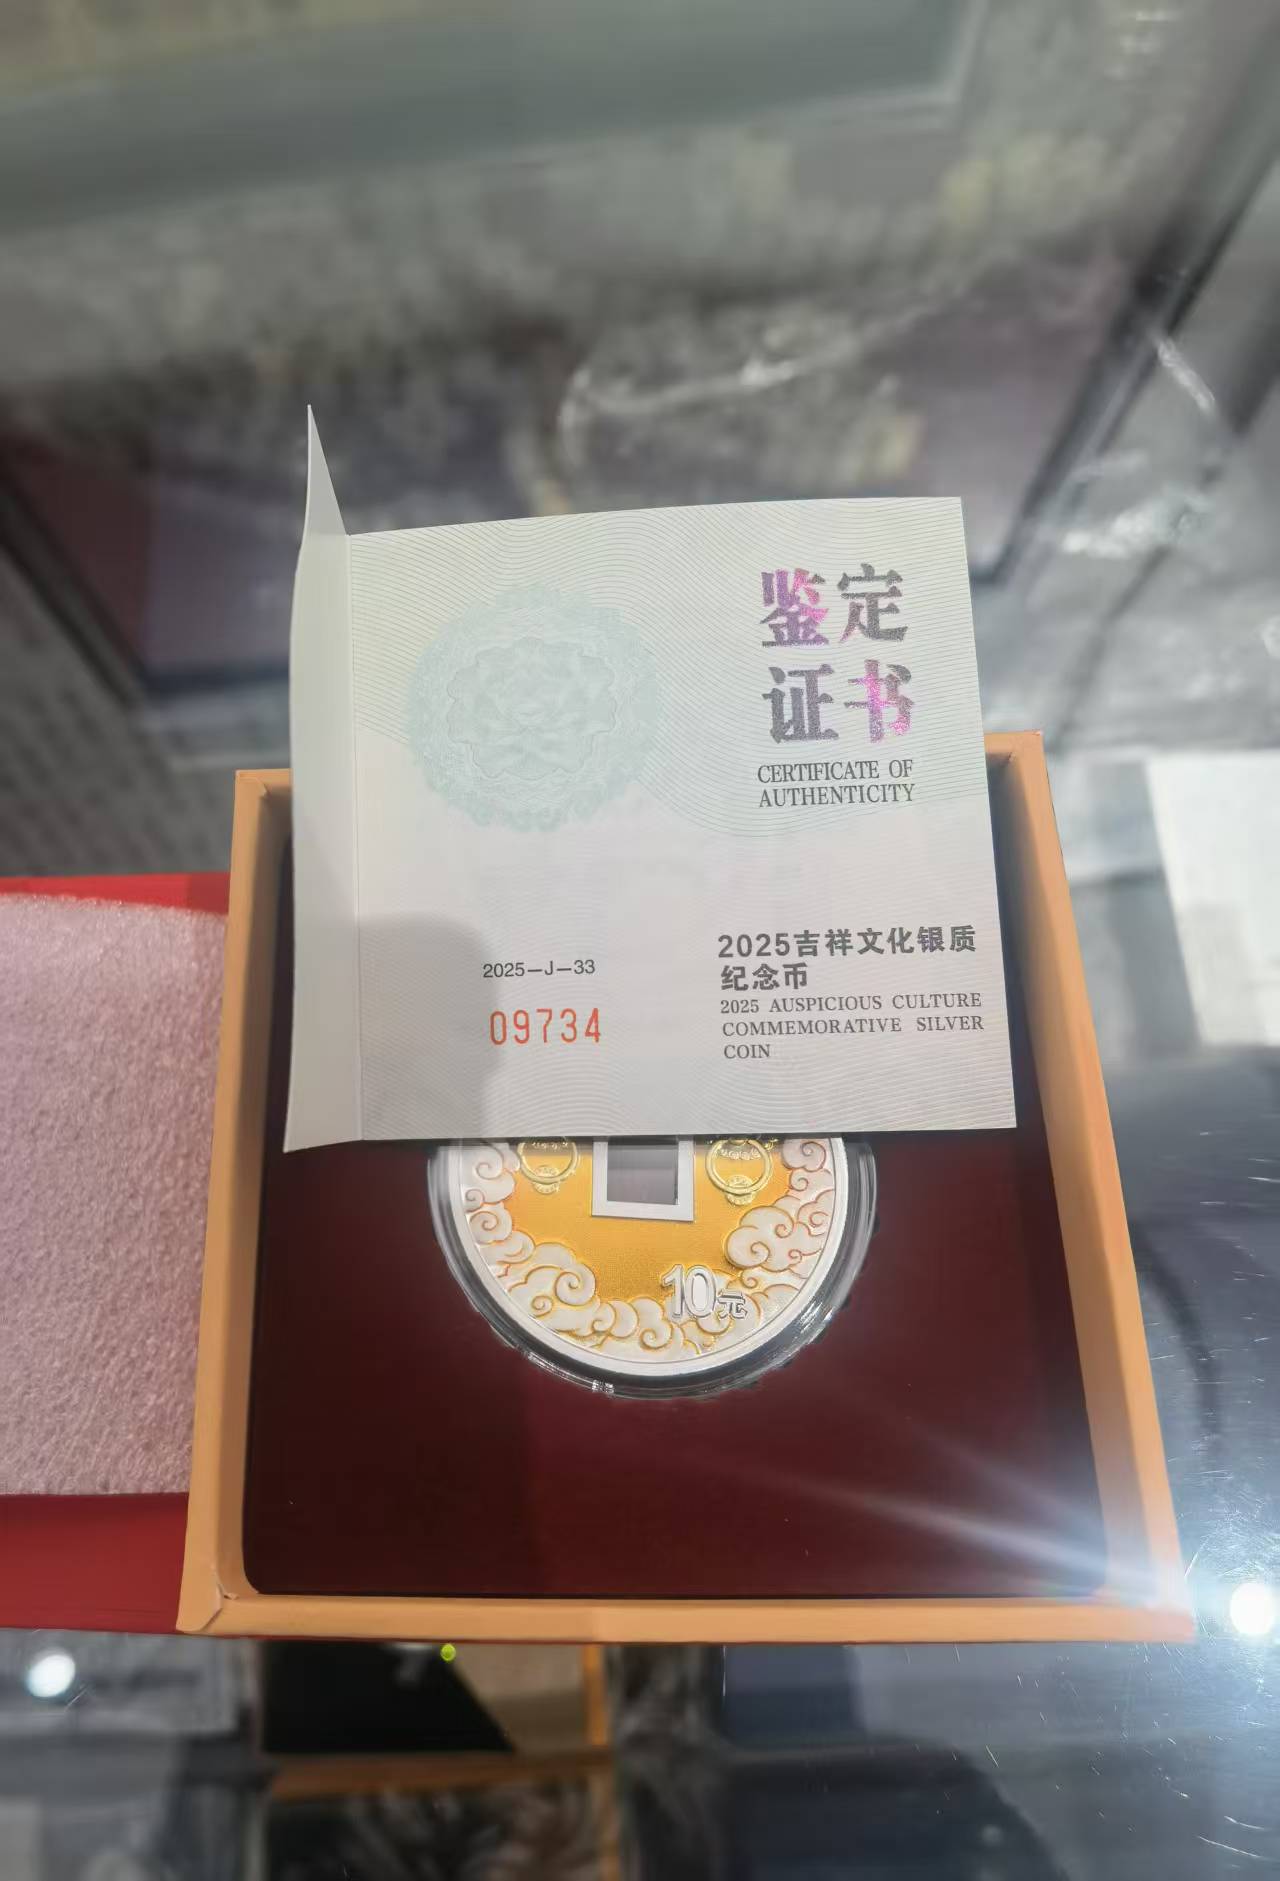 鉴定
证书
CERTIFICATE OF
AUTHENTICITY
2025吉祥文化银质
纪念币
2025 AUSPICIOUS CULTURE
COMMEMORATIVE SILVER
COIN
2025-J-33
09734
10元